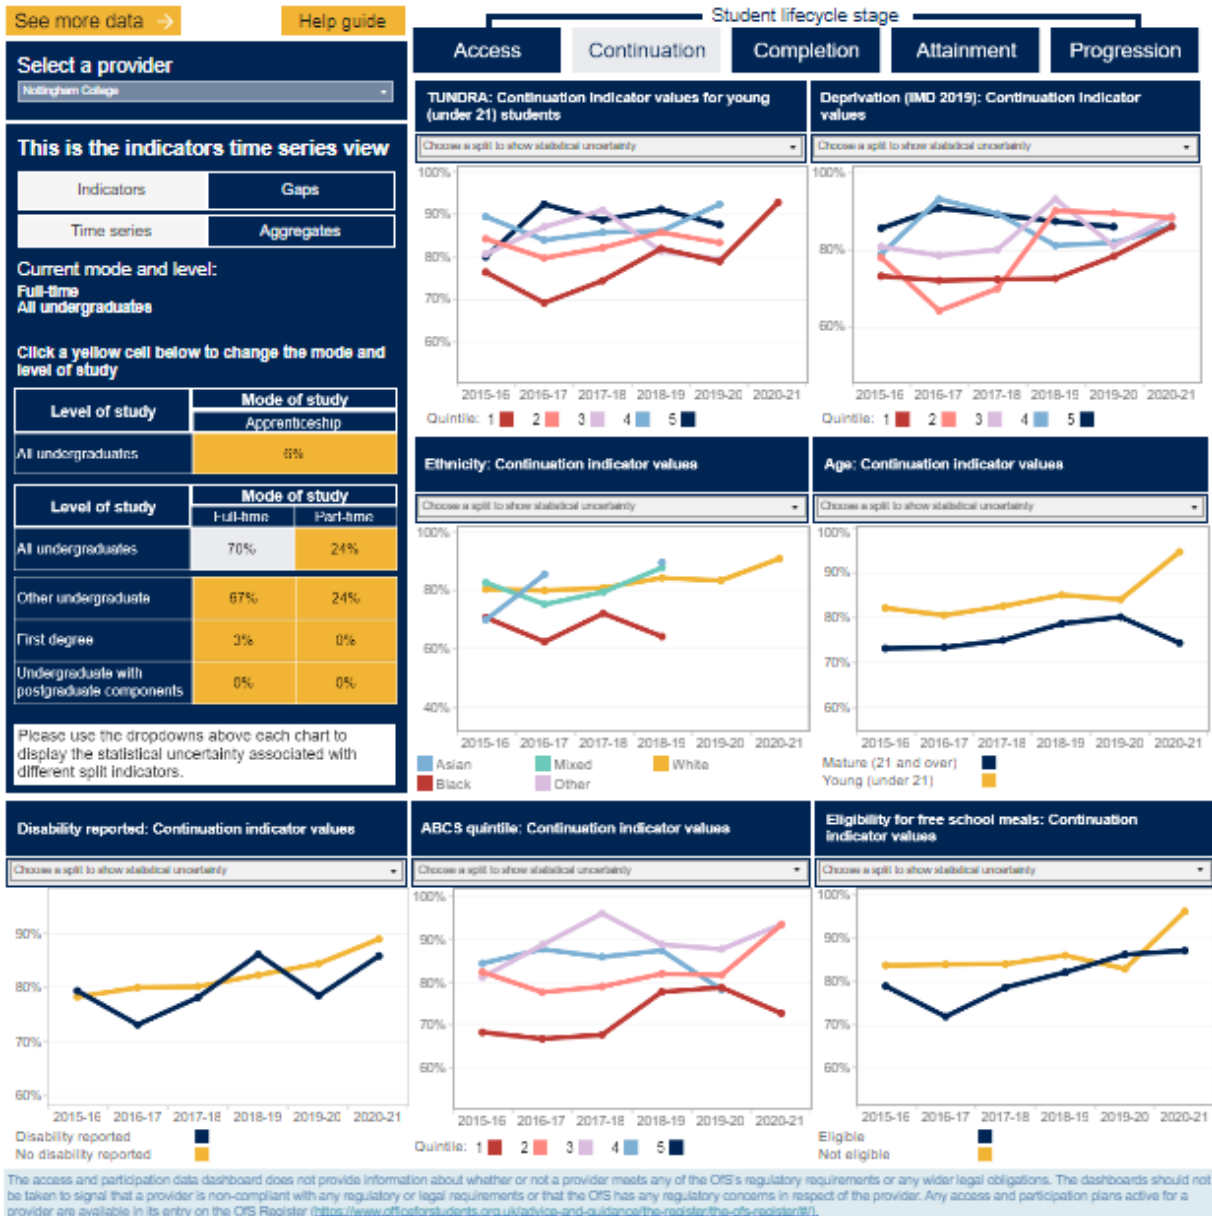 See more data →
Help guide
Student lifecycle stage
Access
Continuation
Completion
Attainment
Progression
Select a provider
Nottingham College
This is the indicators time series view
Indicators
Gaps
Time series
Aggregates
Current mode and level:
Full-time
All undergraduates
Click a yellow cell below to change the mode and
level of study
Level of study
Mode of study
Apprenticeship
All undergraduates
6%
Level of study
Mode of study
Full-time
Part-time
All undergraduates
70%
24%
Other undergraduate
67%
24%
First degree
3%
0%
Undergraduate with
postgraduate components
0%
0%
Please use the dropdowns above each chart to
display the statistical uncertainty associated with
different split indicators.
TUNDRA: Continuation indicator values for young
(under 21) students
Choose a split to show statistical uncertainty
100%
90%
80%
70%
60%
2015-16 2016-17 2017-18 2018-19 2019-20 2020-21
Quintile: 1 2 3 4 5
Deprivation (IMD 2019): Continuation indicator
values
Choose a split to show statistical uncertainty
100%
80%
60%
2015-16 2016-17 2017-18 2018-19 2019-20 2020-21
Quintile: 1 2 3 4 5
Ethnicity: Continuation indicator values
Choose a split to show statistical uncertainty
100%
80%
60%
40%
2015-16 2016-17 2017-18 2018-19 2019-20 2020-21
Asian Mixed White
Black Other
Age: Continuation indicator values
Choose a split to show statistical uncertainty
100%
90%
80%
70%
60%
2015-16 2016-17 2017-18 2018-19 2019-20 2020-21
Mature (21 and over)
Young (under 21)
Disability reported: Continuation indicator values
Choose a split to show statistical uncertainty
90%
80%
70%
60%
2015-16 2016-17 2017-18 2018-19 2019-20 2020-21
Disability reported
No disability reported
ABCS quintile: Continuation indicator values
Choose a split to show statistical uncertainty
100%
90%
80%
70%
60%
2015-16 2016-17 2017-18 2018-19 2019-20 2020-21
Quintile: 1 2 3 4 5
Eligibility for free school meals: Continuation
indicator values
Choose a split to show statistical uncertainty
100%
90%
80%
70%
60%
2015-16 2016-17 2017-18 2018-19 2019-20 2020-21
Eligible
Not eligible
The access and participation data dashboard does not provide information about whether or not a provider meets any of the OfS's regulatory requirements or any wider legal obligations. The dashboards should not
be taken to signal that a provider is non-compliant with any regulatory or legal requirements or that the OfS has any regulatory concerns in respect of the provider. Any access and participation plans active for a
provider are available in its entry on the OfS Register (https://www.officeforstudents.org.uk/advice-and-guidance/the-register/the-ofs-register/#/).